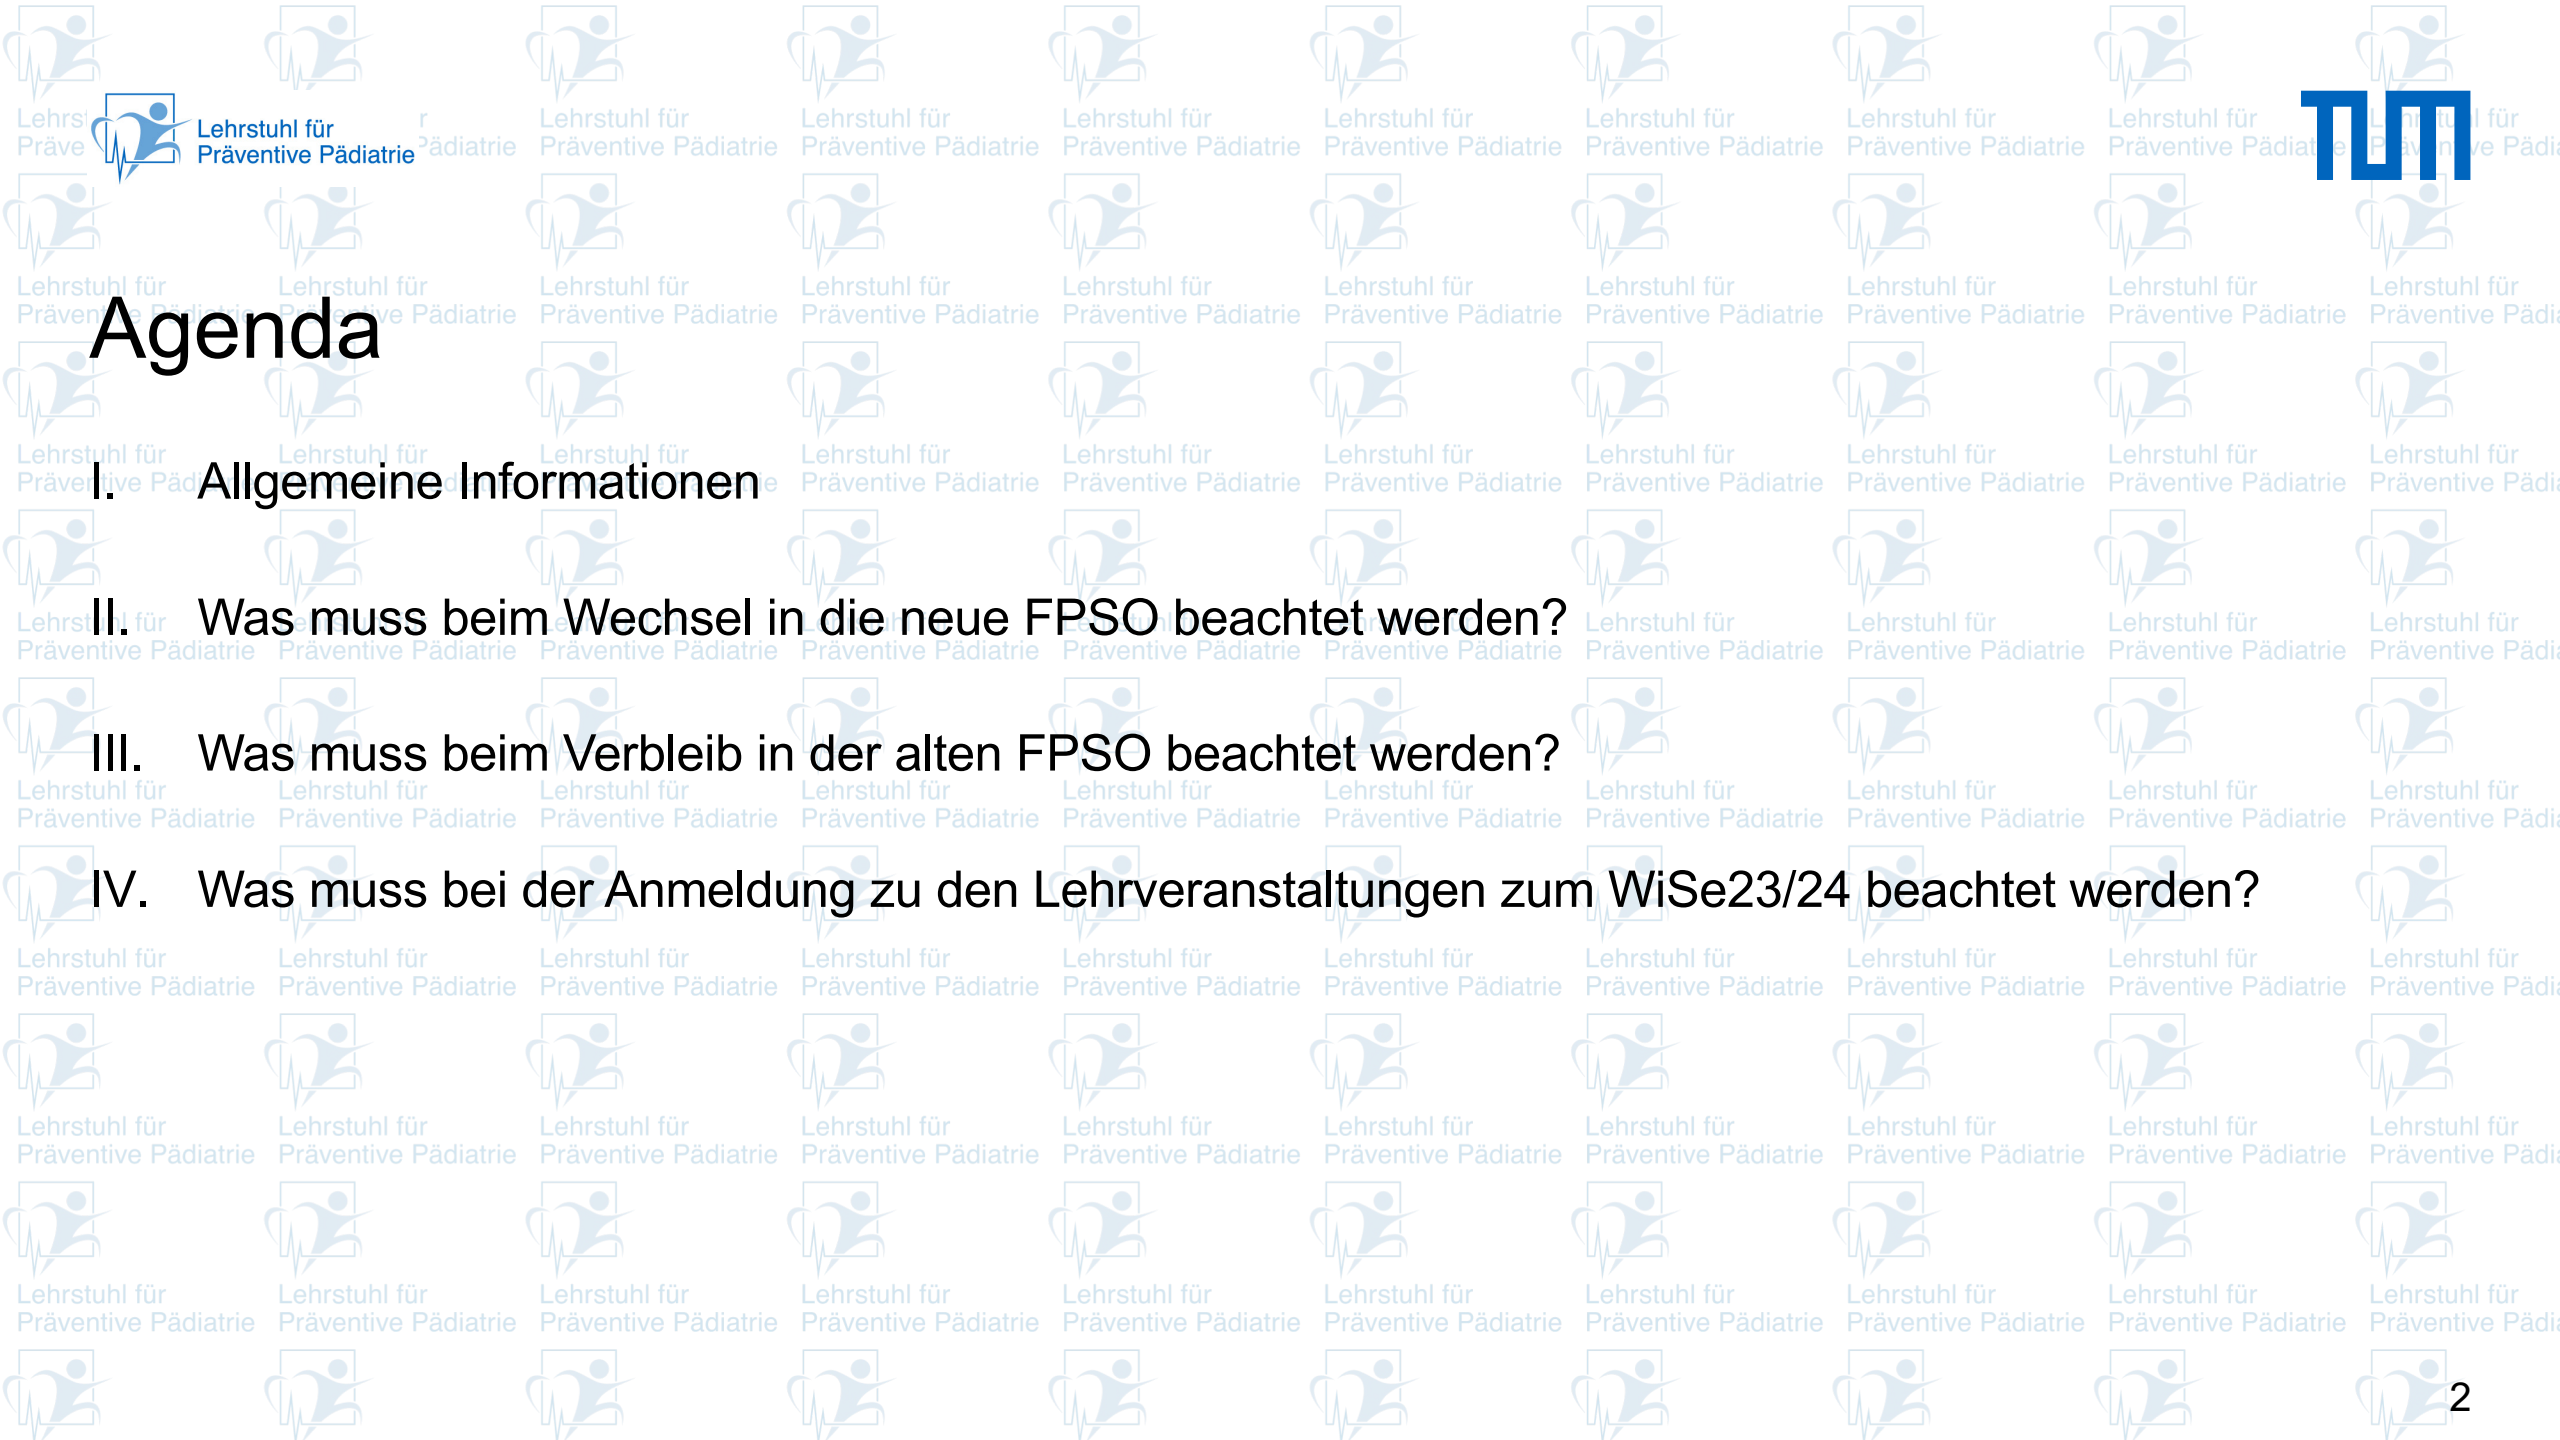 Lehrstuhl für
Präventive Pädiatrie
TUM
Agenda
I. Allgemeine Informationen
II. Was muss beim Wechsel in die neue FPSO beachtet werden?
III. Was muss beim Verbleib in der alten FPSO beachtet werden?
IV. Was muss bei der Anmeldung zu den Lehrveranstaltungen zum WiSe23/24 beachtet werden?
2